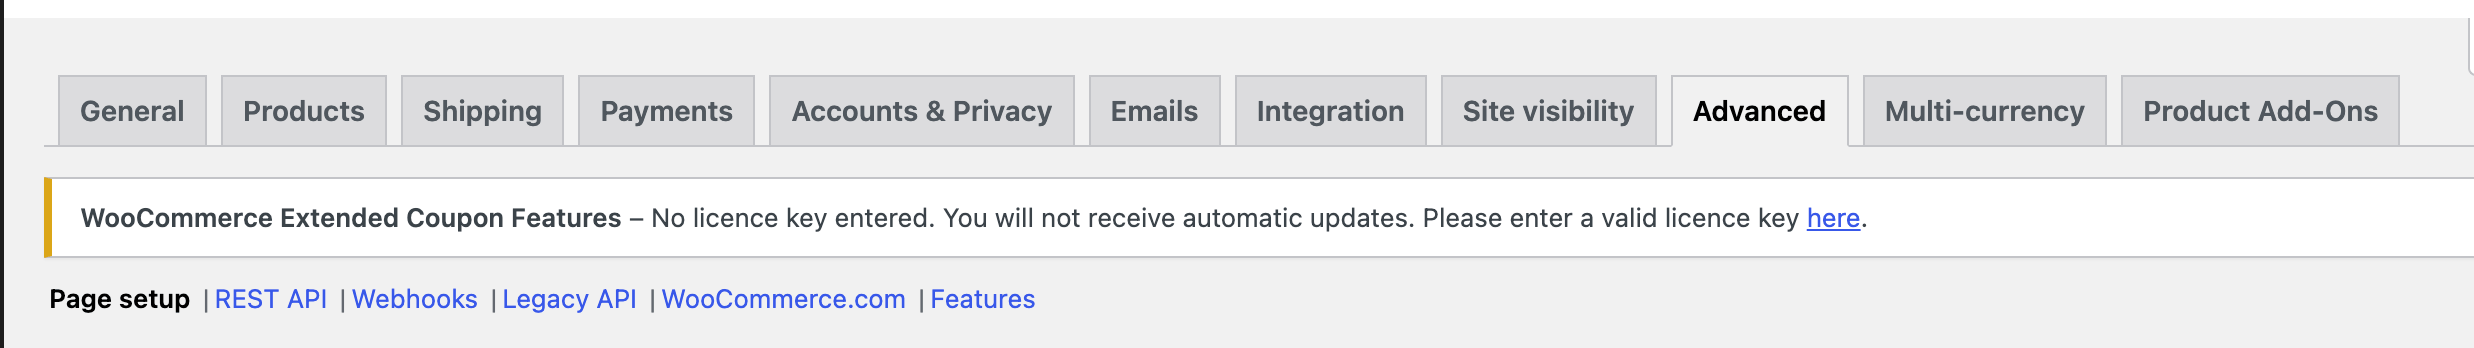 General Products Shipping Payments Accounts & Privacy Emails Integration Site visibility Advanced Multi-currency Product Add-Ons
WooCommerce Extended Coupon Features – No licence key entered. You will not receive automatic updates. Please enter a valid licence key here.
Page setup | REST API | Webhooks | Legacy API | WooCommerce.com | Features